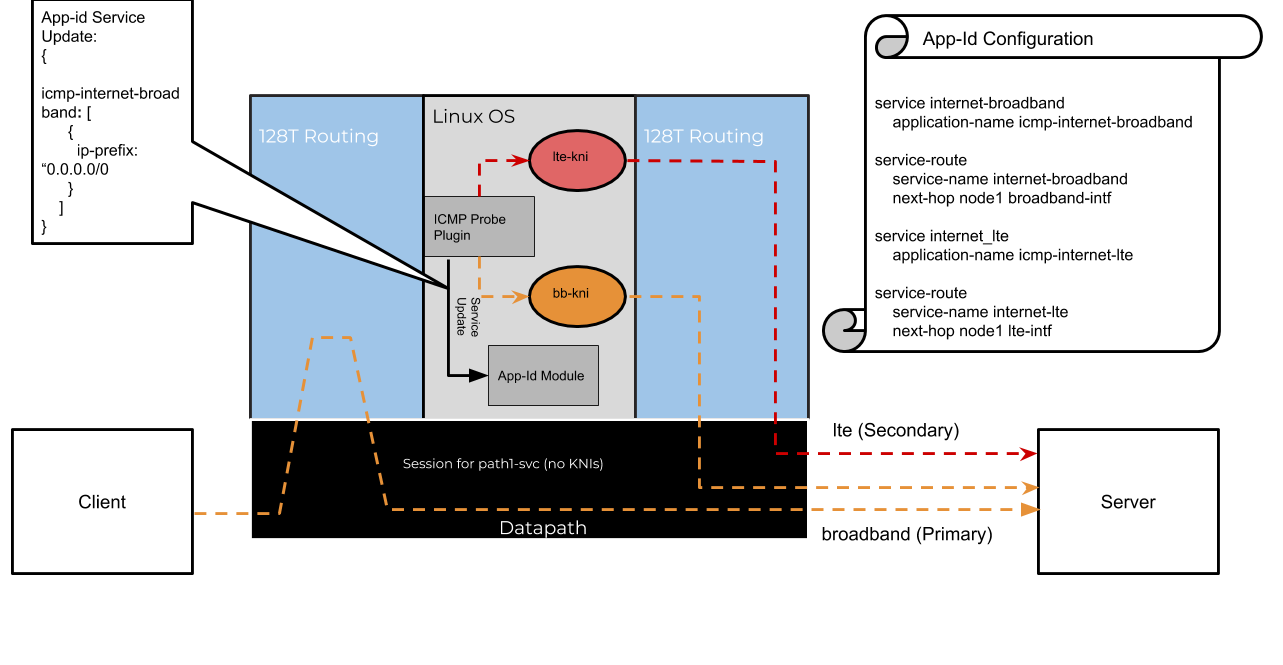 App-id Service
Update:
{
icmp-internet-broad
band: [
{
ip-prefix:
“0.0.0.0/0
}
]
}
App-Id Configuration
service internet-broadband
application-name icmp-internet-broadband
service-route
service-name internet-broadband
next-hop node1 broadband-intf
service internet_lte
application-name icmp-internet-lte
service-route
service-name internet-lte
next-hop node1 lte-intf
128T Routing
Linux OS
128T Routing
lte-kni
ICMP Probe
Plugin
bb-kni
Service
Update
App-Id Module
Session for path1-svc (no KNIs)
Datapath
Client
lte (Secondary)
broadband (Primary)
Server